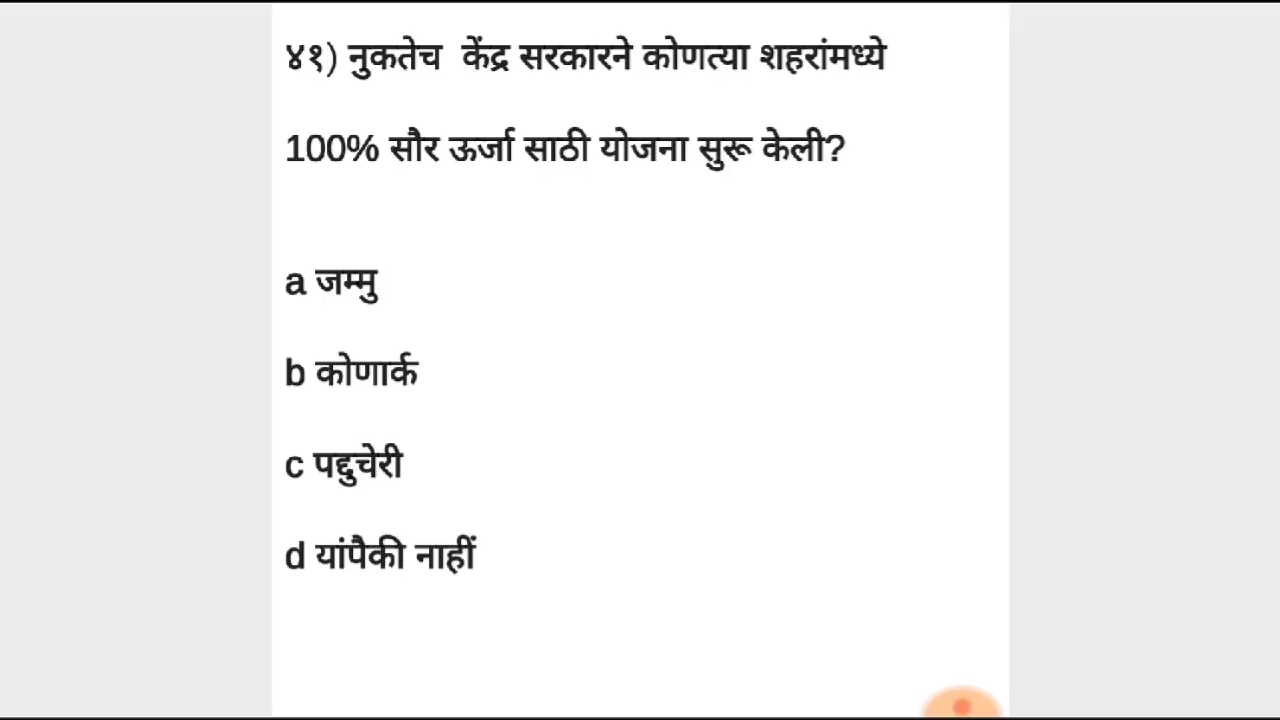 ४१) नुकतेच केंद्र सरकारने कोणत्या शहरांमध्ये
100% सौर ऊर्जा साठी योजना सुरू केली?
a जम्मु
b कोणार्क
c पद्दुचेरी
d यांपैकी नाहीं